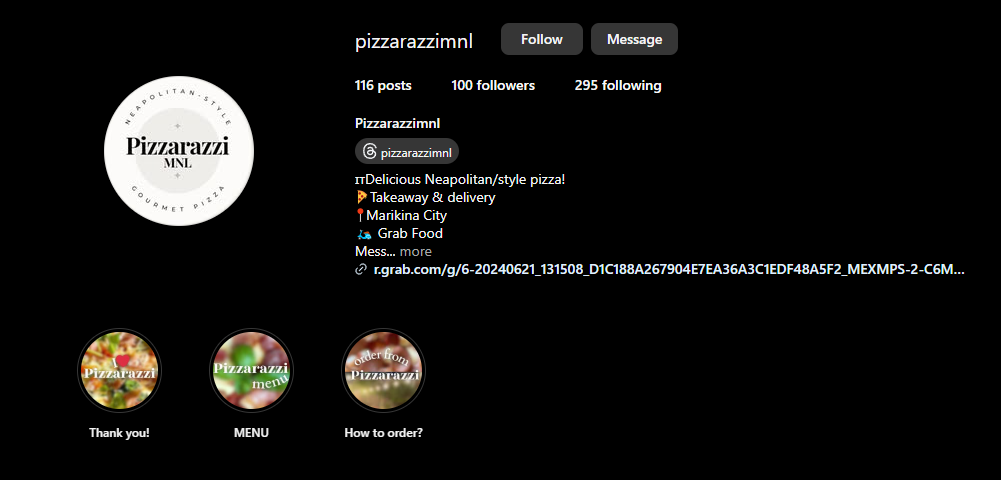 pizzarazzimnl Follow Message
116 posts 100 followers 295 following
NEAPOLITAN-STYLE
Pizzarazzi
MNL
GOURMET PIZZA
Pizzarazzimnl
pizzarazzimnl
ɪᴛDelicious Neapolitan/style pizza!
🍕Takeaway & delivery
📍Marikina City
🛵 Grab Food
Mess... more
r.grab.com/g/6-20240621_131508_D1C188A267904E7EA36A3C1EDF48A5F2_MEXMPS-2-C6M...
I ❤️
Pizzarazzi
Pizzarazzi
menu
order from
Pizzarazzi
Thank you! MENU How to order?